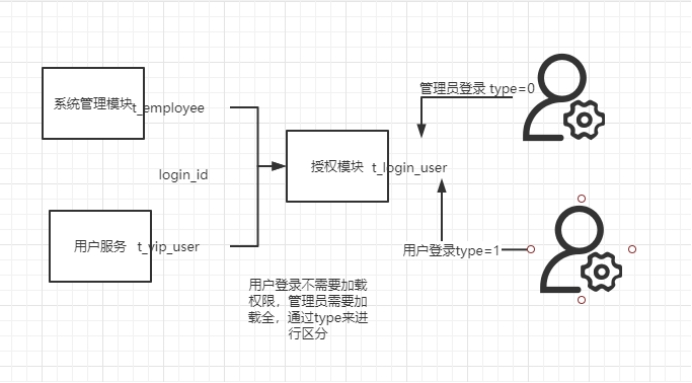 管理员登录 type=0
系统管理模块
t_employee
授权模块
t_login_user
login_id
用户服务
t_vip_user
用户登录type=1
用户登录不需要加载
权限，管理员需要加
载全，通过type来进
行区分